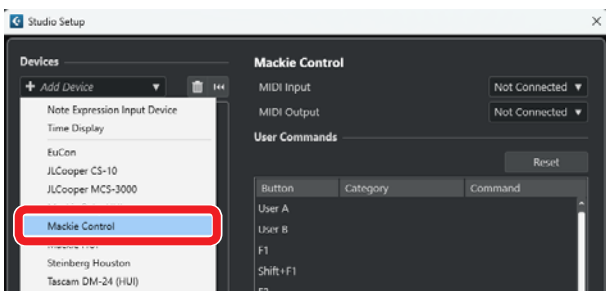 Studio Setup
Devices
+ Add Device
Note Expression Input Device
Time Display
EuCon
JLCooper CS-10
JLCooper MCS-3000
Mackie Control
Steinberg Houston
Tascam DM-24 (HUI)
Mackie Control
MIDI Input Not Connected
MIDI Output Not Connected
User Commands
Reset
Button Category Command
User A
User B
F1
Shift+F1